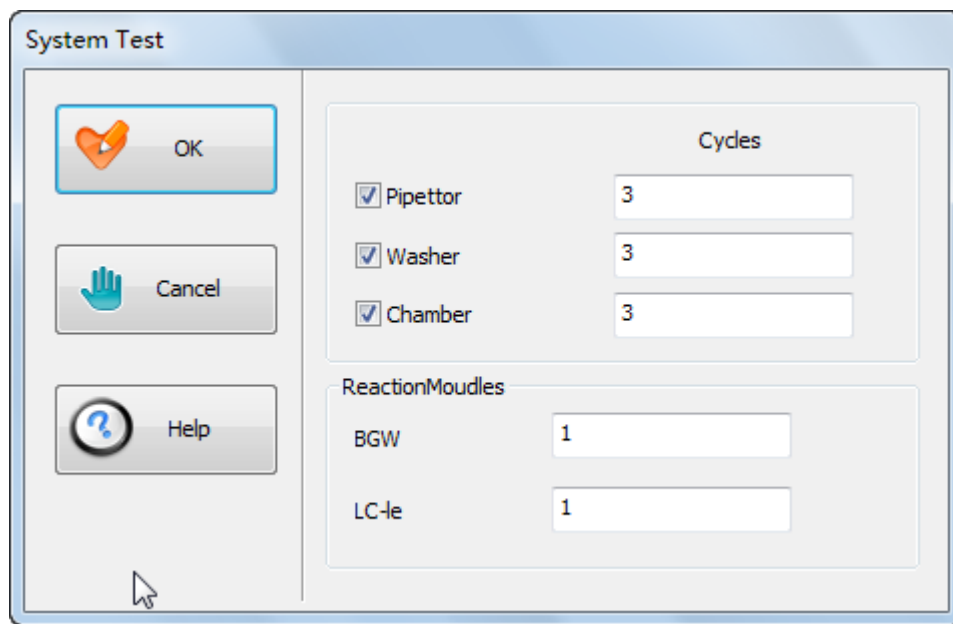 System Test
OK
Cancel
Help
Cycles
Pipettor 3
Washer 3
Chamber 3
ReactionMoudles
BGW 1
LC-le 1